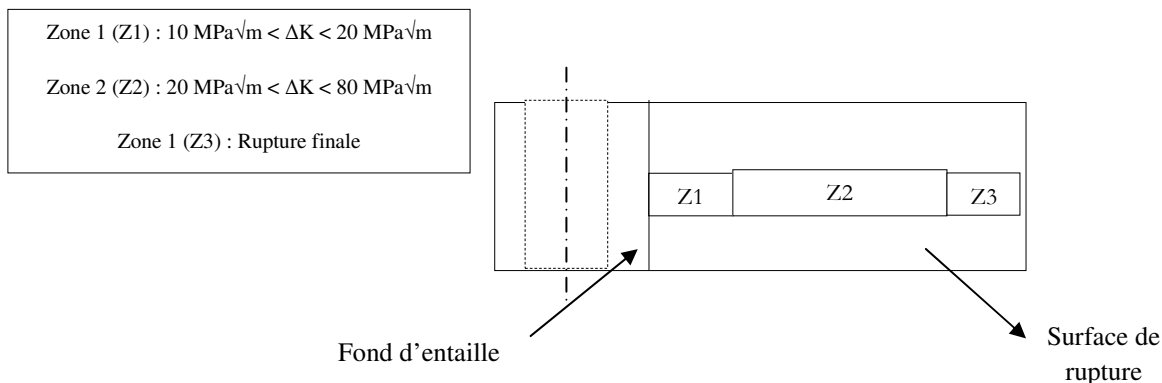 Zone 1 (Z1) : 10 MPa√m < ΔK < 20 MPa√m
Zone 2 (Z2) : 20 MPa√m < ΔK < 80 MPa√m
Zone 1 (Z3) : Rupture finale
Z1
Z2
Z3
Fond d’entaille
Surface de
rupture